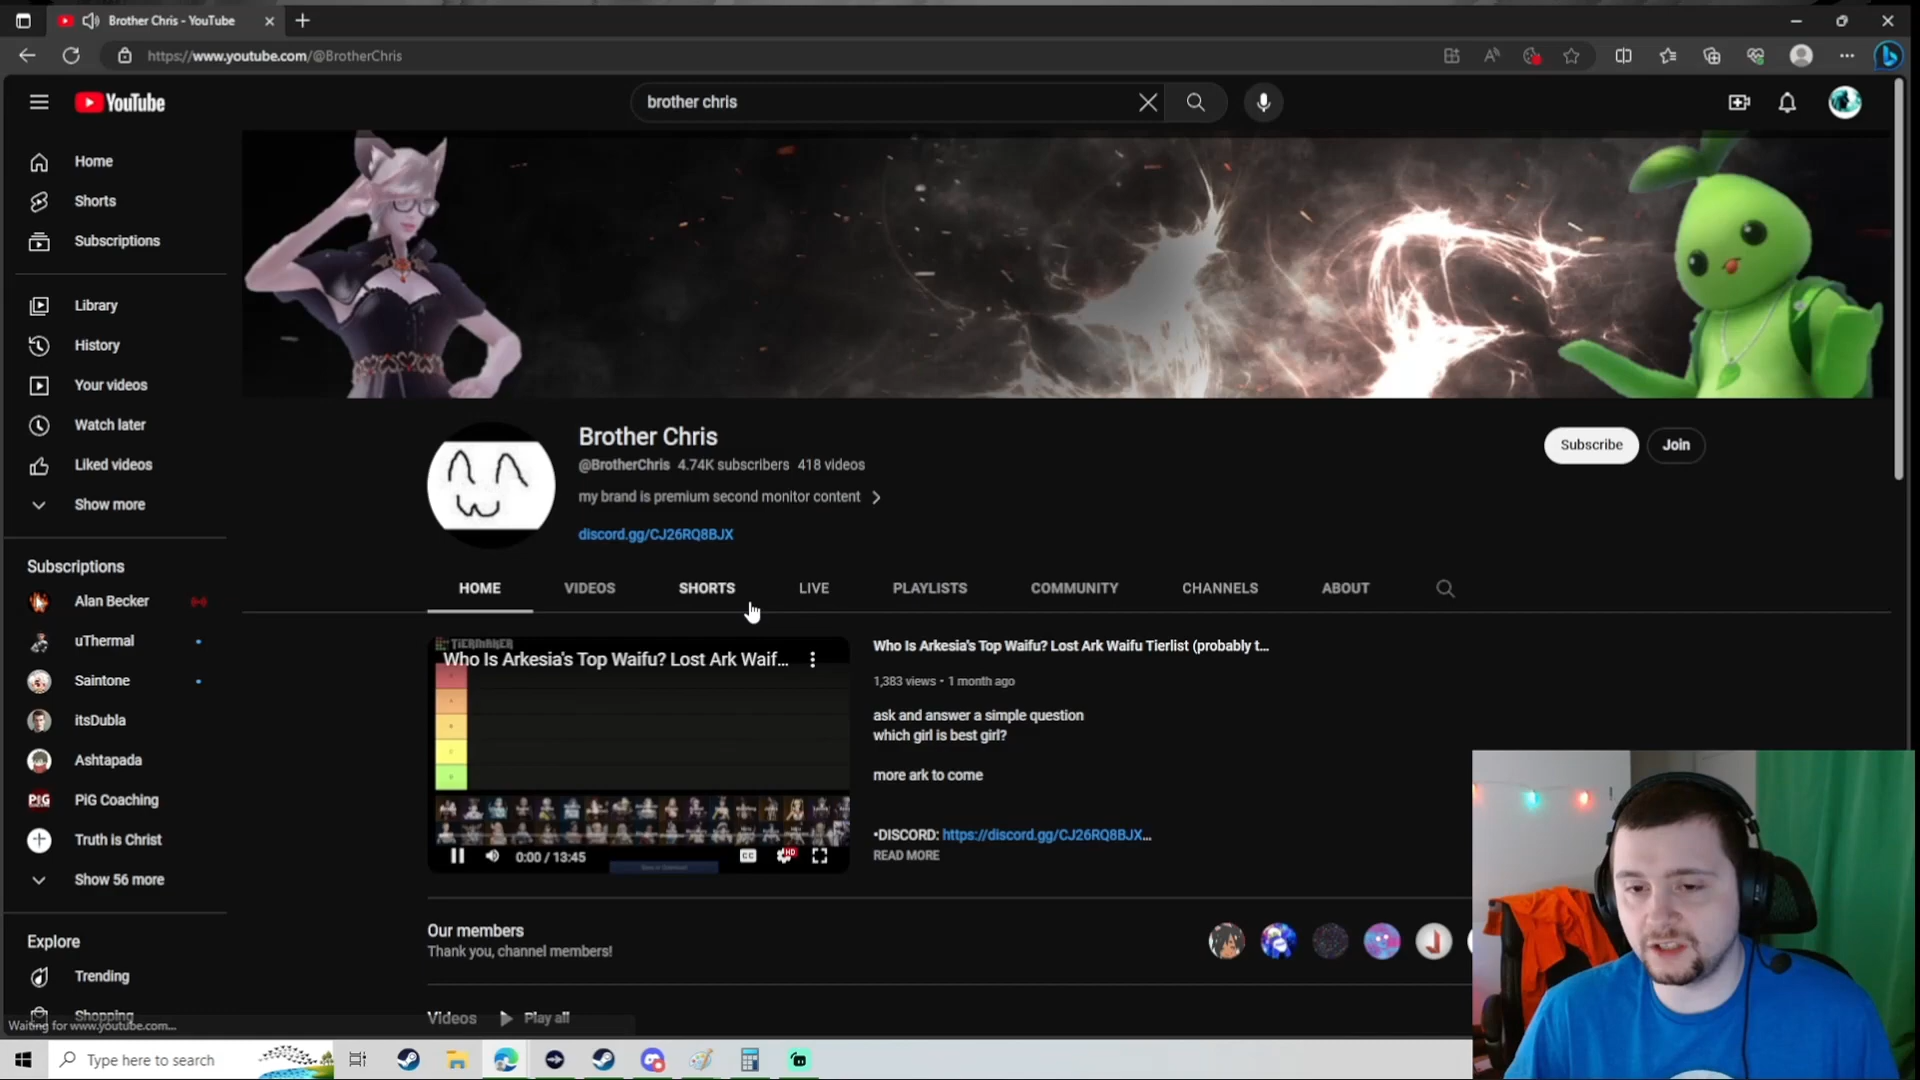 Brother Chris - YouTube
https://www.youtube.com/@BrotherChris
YouTube
brother chris
Home
Shorts
Subscriptions
Library
History
Your videos
Watch later
Liked videos
Show more
Subscriptions
Alan Becker
uThermal
Saintone
itsDubla
Ashtapada
PiG PiG Coaching
Truth is Christ
Show 56 more
Explore
Trending
Shopping
Waiting for www.youtube.com...
Brother Chris
@BrotherChris 4.74K subscribers 418 videos
my brand is premium second monitor content
discord.gg/CJ26RQ8BJX
Subscribe
Join
HOME
VIDEOS
SHORTS
LIVE
PLAYLISTS
COMMUNITY
CHANNELS
ABOUT
TIERMAKER
Who Is Arkesia's Top Waifu? Lost Ark Waif...
0:00 / 13:45
CC
HD
Who Is Arkesia's Top Waifu? Lost Ark Waifu Tierlist (probably t...
1,383 views • 1 month ago
ask and answer a simple question
which girl is best girl?
more ark to come
•DISCORD: https://discord.gg/CJ26RQ8BJX...
READ MORE
Our members
Thank you, channel members!
Videos
Play all
Type here to search